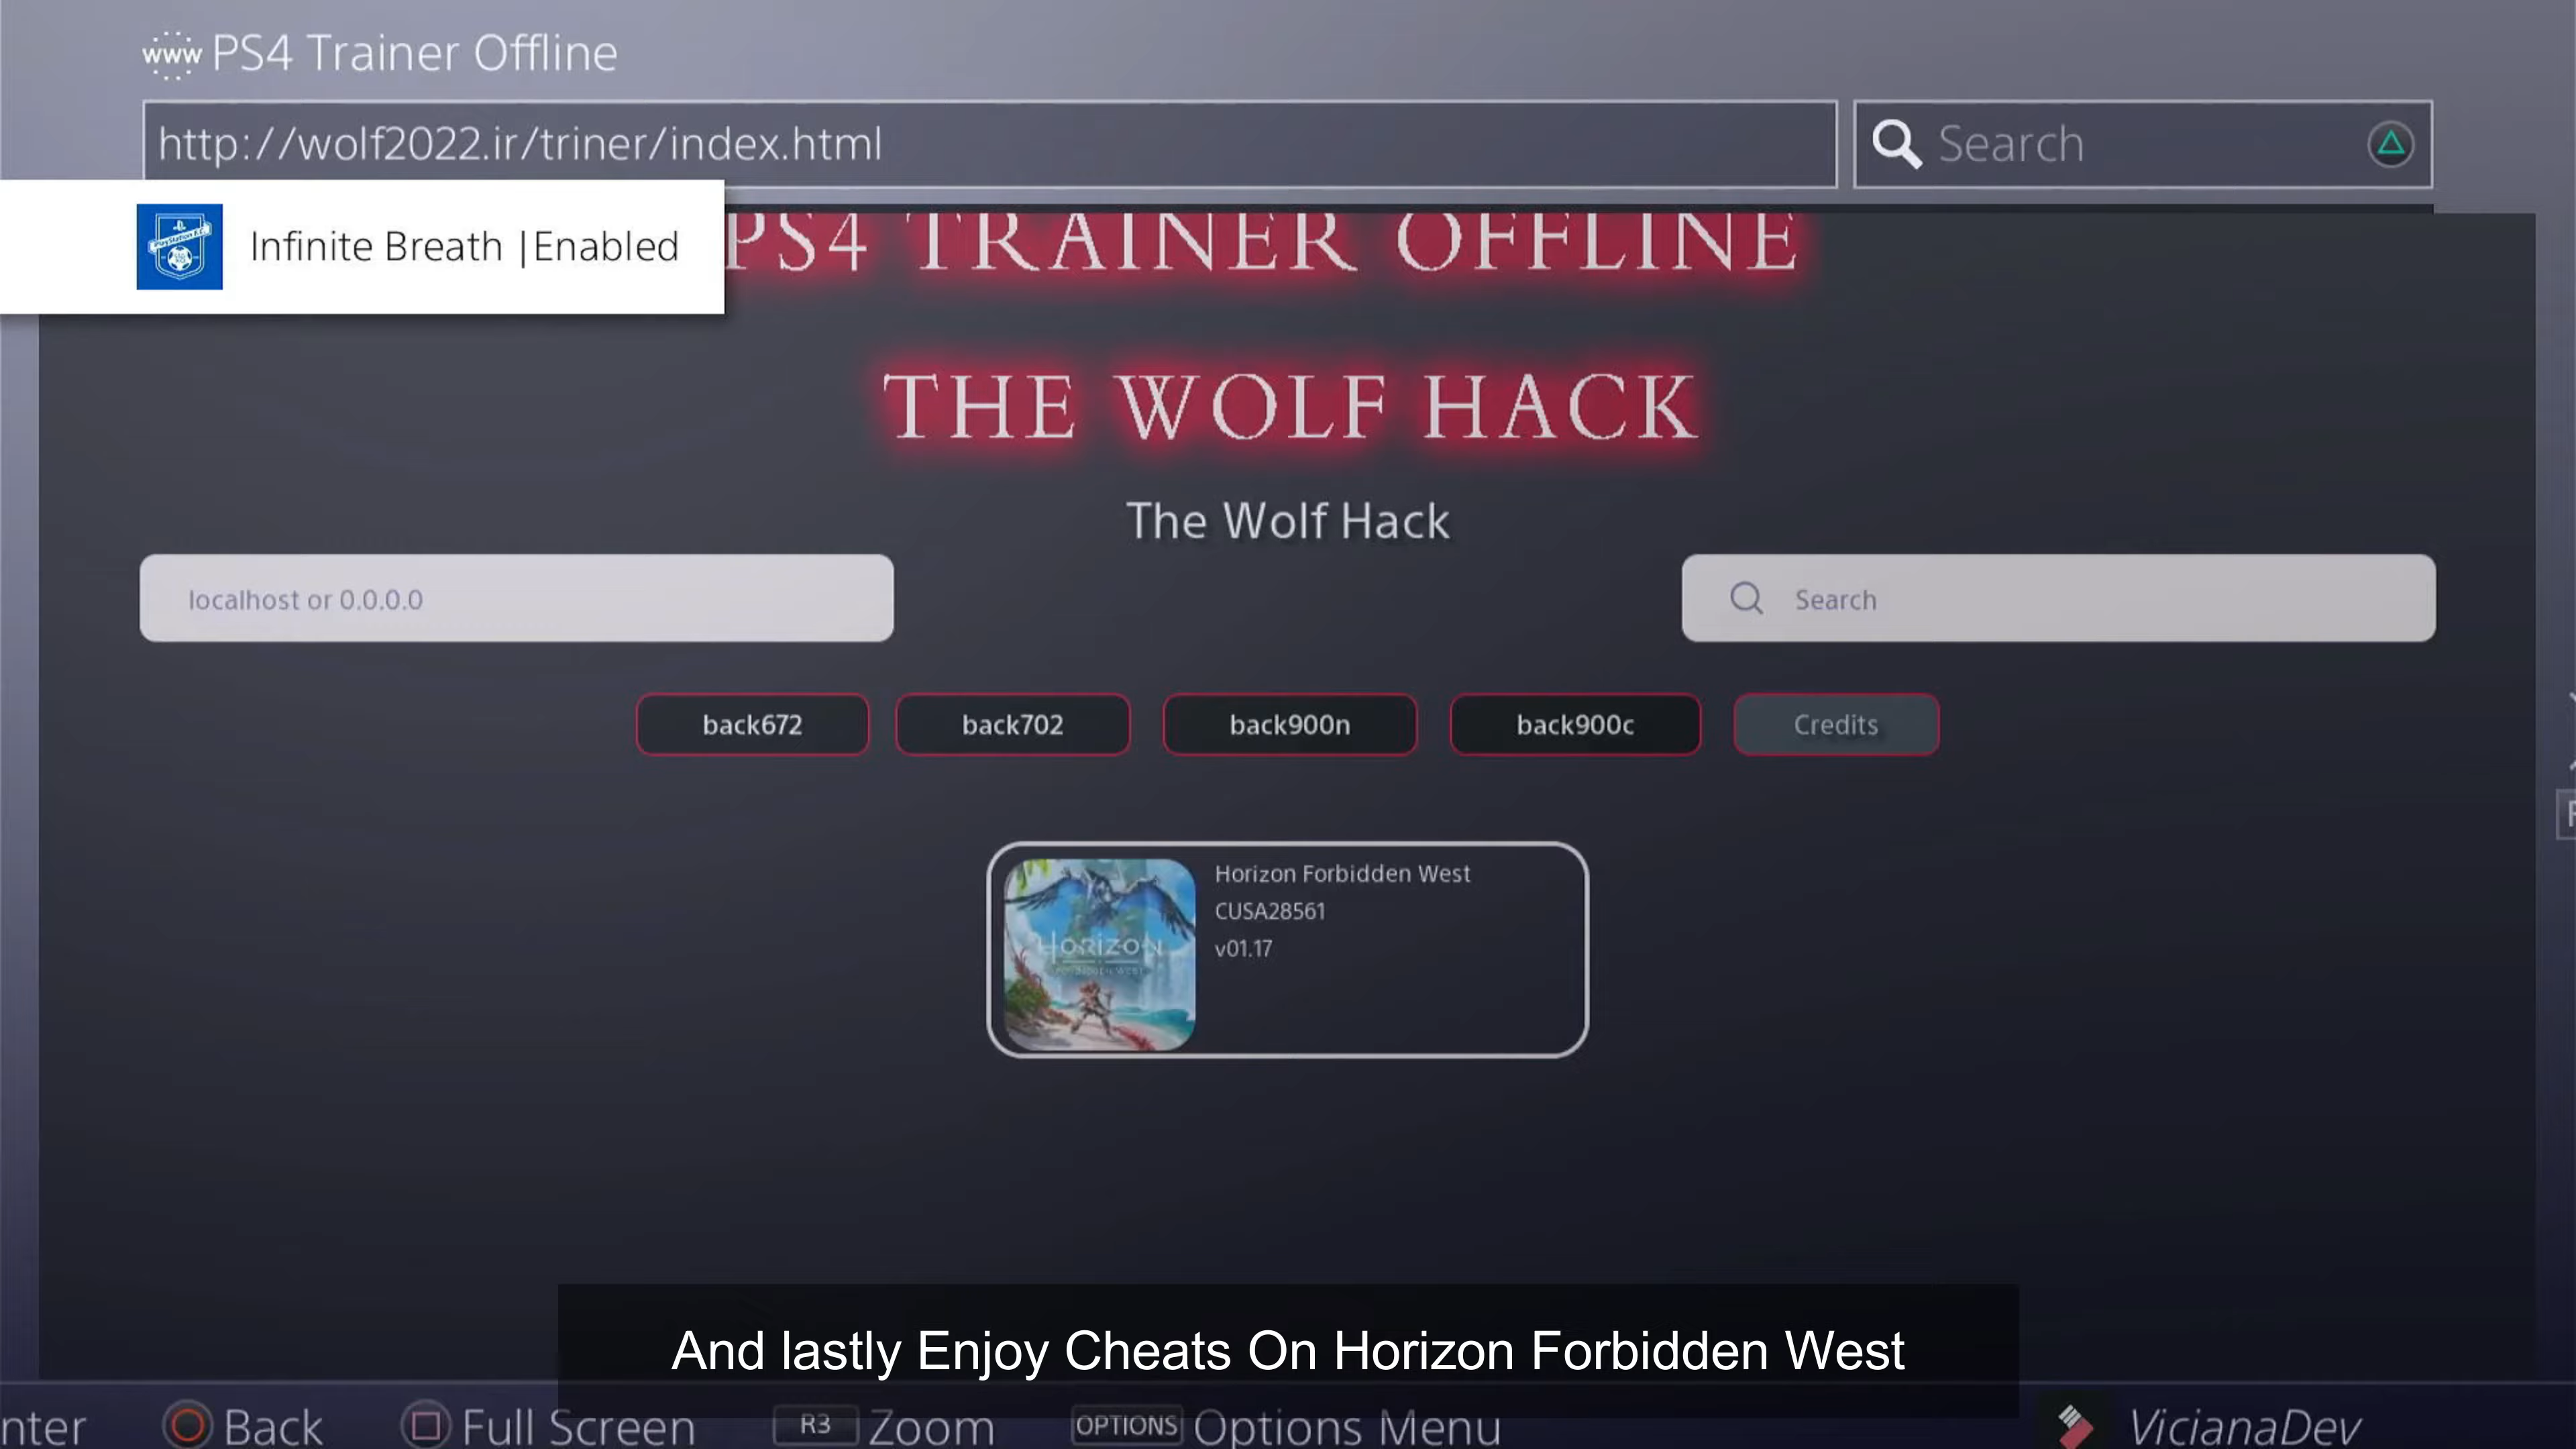 www PS4 Trainer Offline
http://wolf2022.ir/triner/index.html
Search
Infinite Breath |Enabled
PS4 TRAINER OFFLINE
THE WOLF HACK
The Wolf Hack
localhost or 0.0.0.0
Search
back672
back702
back900n
back900c
Credits
Horizon Forbidden West
CUSA28561
v01.17
HORIZON
FORBIDDEN WEST
And lastly Enjoy Cheats On Horizon Forbidden West
nter
Back
Full Screen
R3 Zoom
OPTIONS Options Menu
VicianaDev